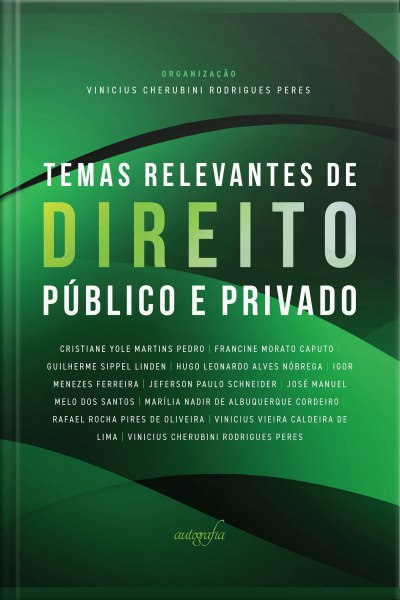 ORGANIZAÇÃO
VINICIUS CHERUBINI RODRIGUES PERES
TEMAS RELEVANTES DE
DIREITO
PÚBLICO E PRIVADO
CRISTIANE YOLE MARTINS PEDRO | FRANCINE MORATO CAPUTO |
GUILHERME SIPPEL LINDEN | HUGO LEONARDO ALVES NÓBREGA | IGOR
MENEZES FERREIRA | JEFERSON PAULO SCHNEIDER | JOSÉ MANUEL
MELO DOS SANTOS | MARÍLIA NADIR DE ALBUQUERQUE CORDEIRO |
RAFAEL ROCHA PIRES DE OLIVEIRA | VINICIUS VIEIRA CALDEIRA DE
LIMA | VINICIUS CHERUBINI RODRIGUES PERES
autografia